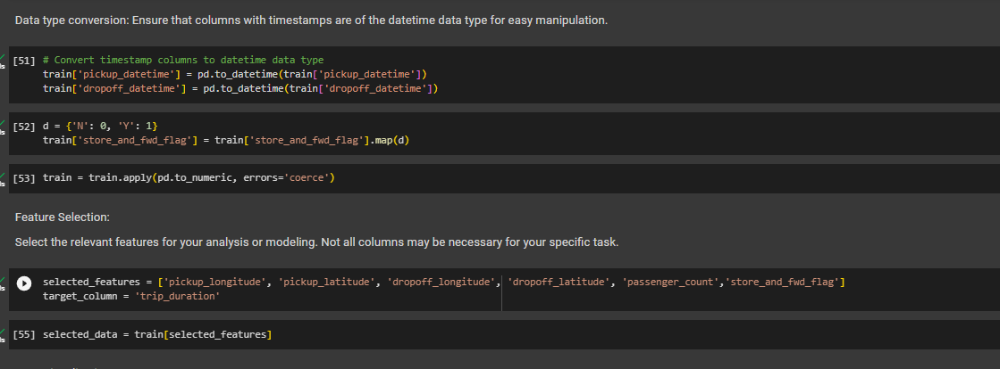 Data type conversion: Ensure that columns with timestamps are of the datetime data type for easy manipulation.
[51] # Convert timestamp columns to datetime data type
train['pickup_datetime'] = pd.to_datetime(train['pickup_datetime'])
train['dropoff_datetime'] = pd.to_datetime(train['dropoff_datetime'])
[52] d = {'N': 0, 'Y': 1}
train['store_and_fwd_flag'] = train['store_and_fwd_flag'].map(d)
[53] train = train.apply(pd.to_numeric, errors='coerce')
Feature Selection:
Select the relevant features for your analysis or modeling. Not all columns may be necessary for your specific task.
selected_features = ['pickup_longitude', 'pickup_latitude', 'dropoff_longitude', 'dropoff_latitude', 'passenger_count','store_and_fwd_flag']
target_column = 'trip_duration'
[55] selected_data = train[selected_features]